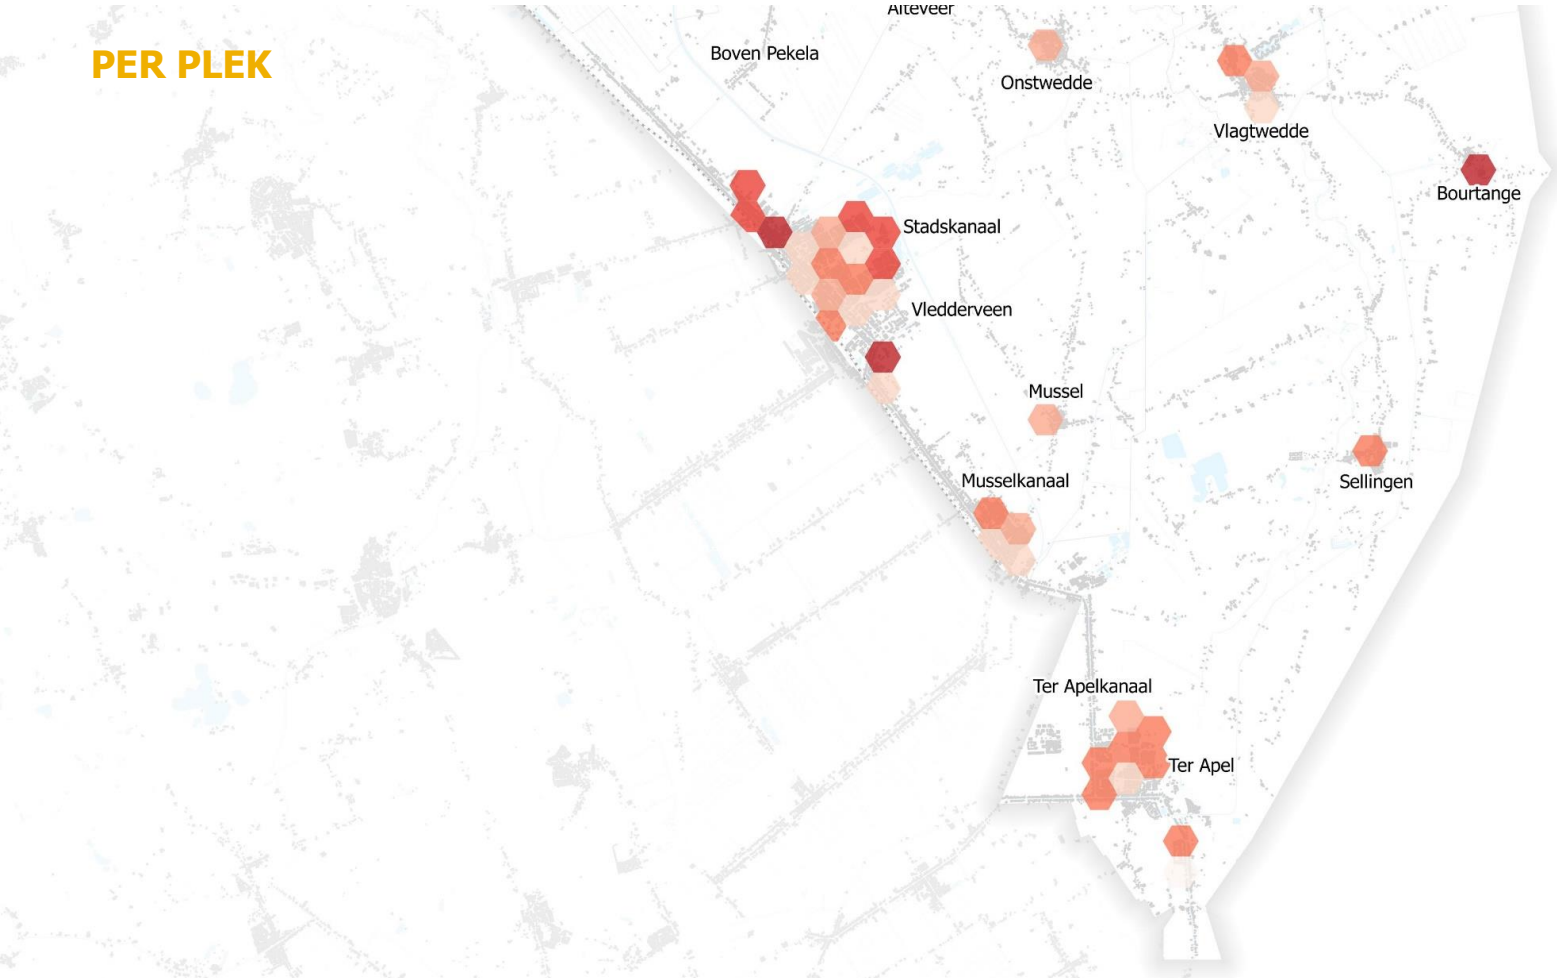 Alteveer
PER PLEK
Boven Pekela
Onstwedde
Vlagtwedde
Bourtange
Stadskanaal
Vledderveen
Mussel
Musselkanaal
Sellingen
Ter Apelkanaal
Ter Apel